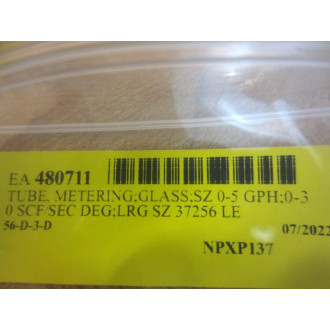 EA 480711
TUBE, METERING;GLASS;SZ 0-5 GPH;0-3
0 SCF/SEC DEG;LRG SZ 37256 LE
56-D-3-D
07/2022
NPXP137